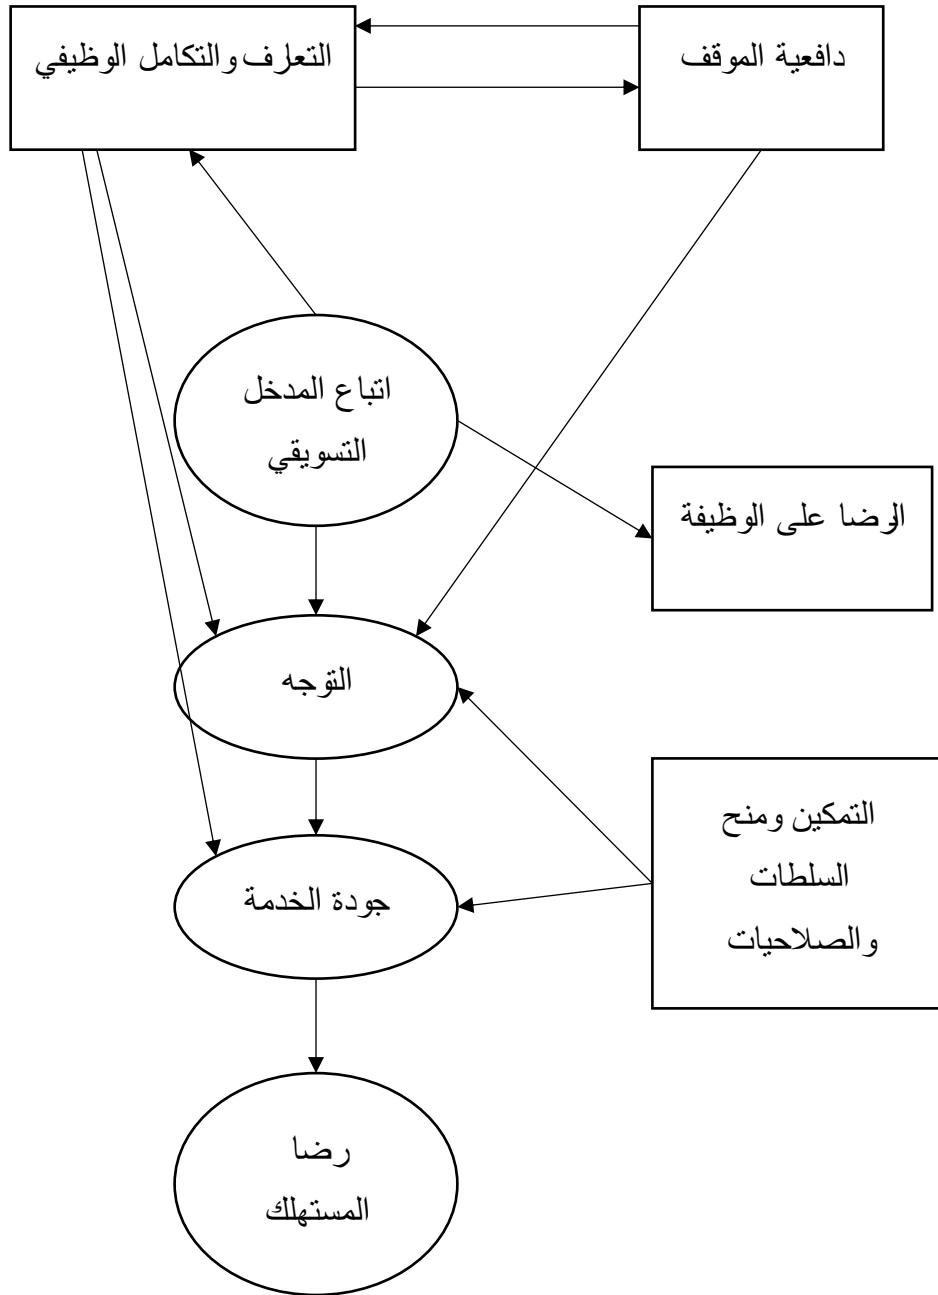 دافعية الموقف
التعارف والتكامل الوظيفي
اتباع المدخل
التسويقي
الرضا على الوظيفة
التوجه
التمكين ومنح
السلطات
والصلاحيات
جودة الخدمة
رضا
المستهلك